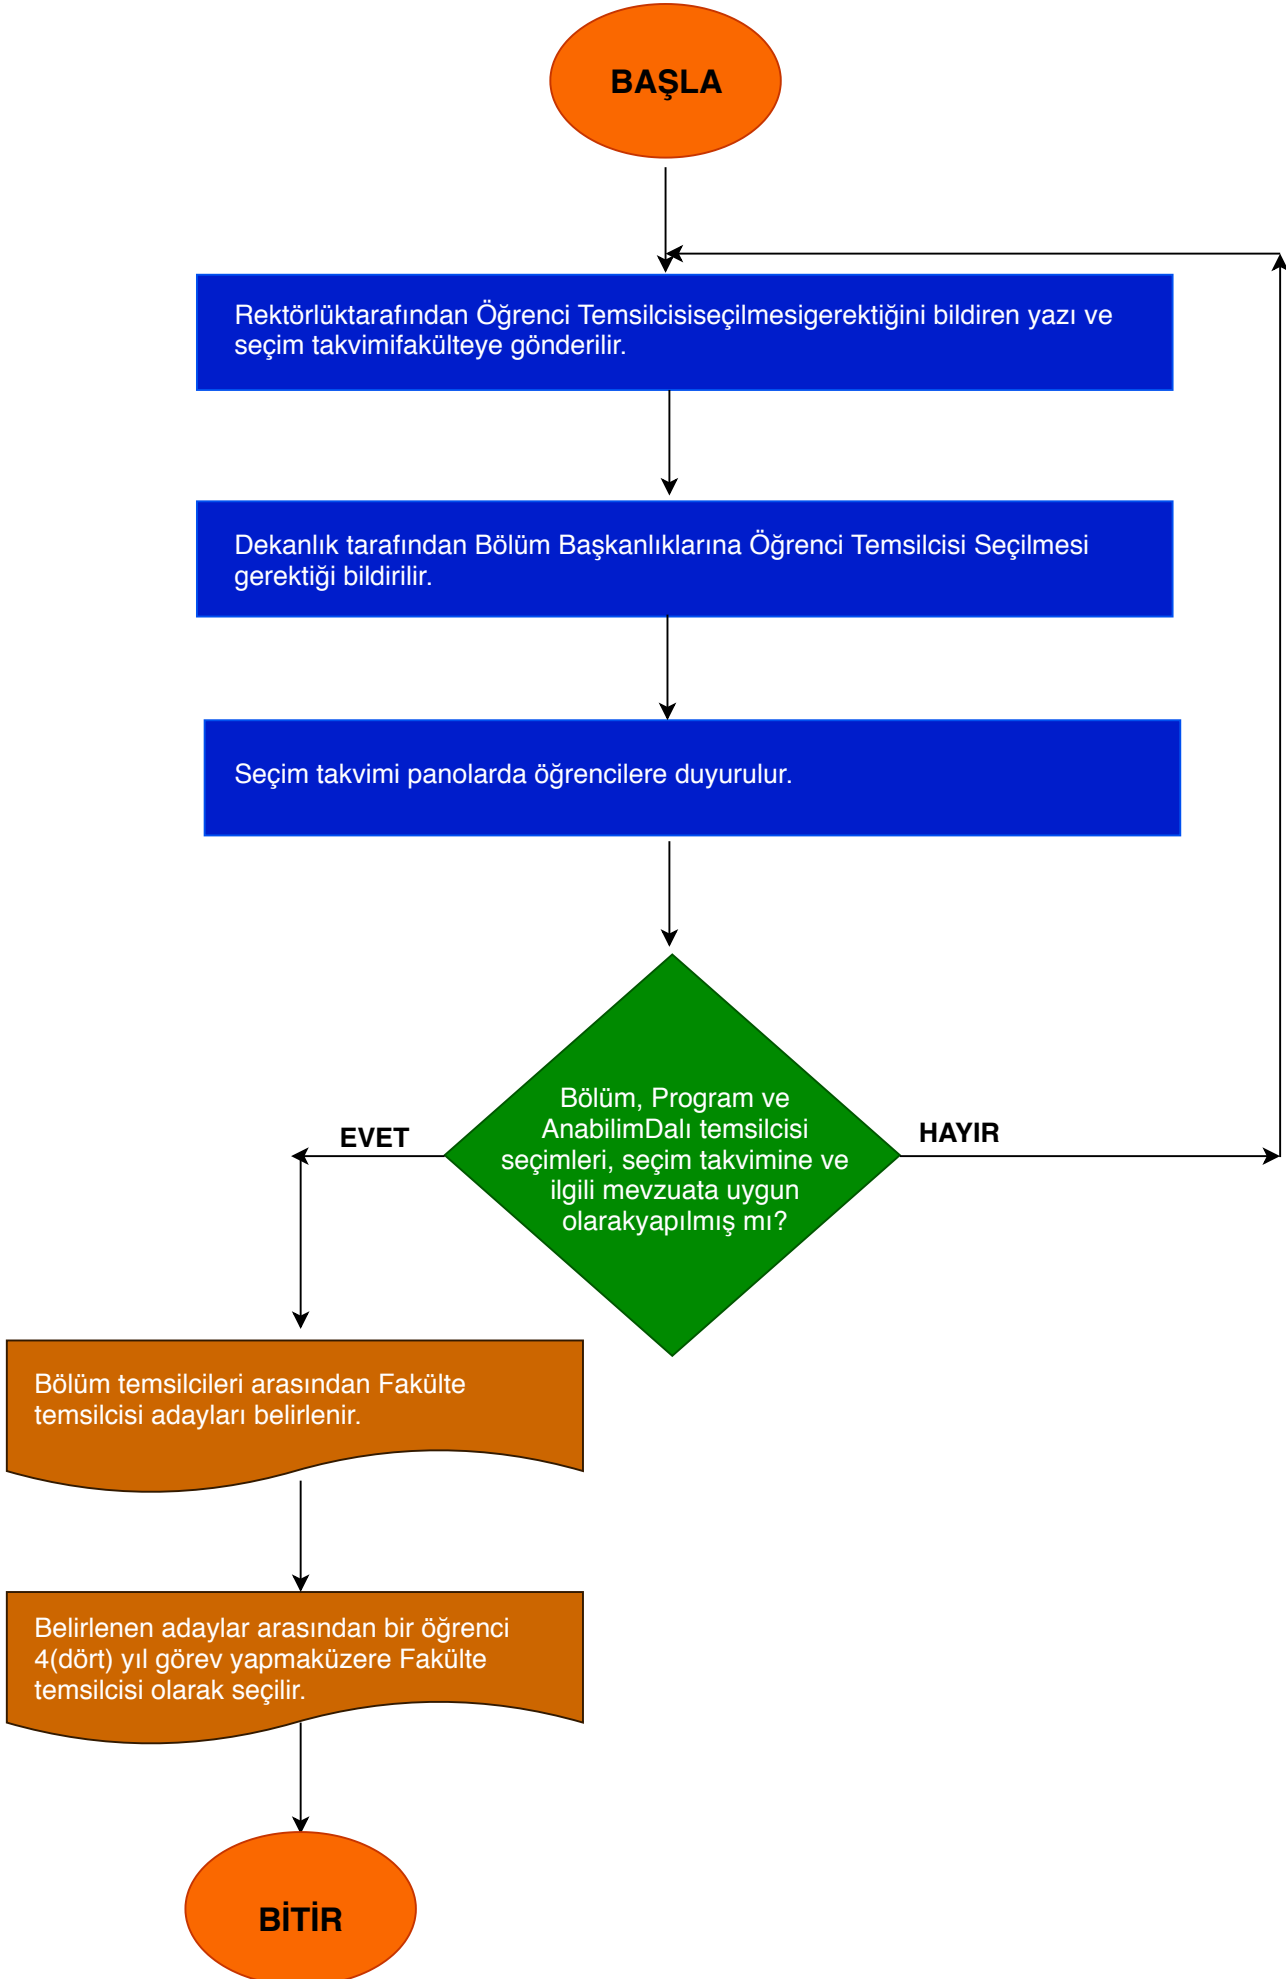 BAŞLA
Rektörlüktarafından Öğrenci Temsilcisiseçilmesigerektiğini bildiren yazı ve
seçim takvimifakülteye gönderilir.
Dekanlık tarafından Bölüm Başkanlıklarına Öğrenci Temsilcisi Seçilmesi
gerektiği bildirilir.
Seçim takvimi panolarda öğrencilere duyurulur.
Bölüm, Program ve
AnabilimDalı temsilcisi
seçimleri, seçim takvimine ve
ilgili mevzuata uygun
olarakyapılmış mı?
EVET
HAYIR
Bölüm temsilcileri arasından Fakülte
temsilcisi adayları belirlenir.
Belirlenen adaylar arasından bir öğrenci
4(dört) yıl görev yapmaküzere Fakülte
temsilcisi olarak seçilir.
BİTİR